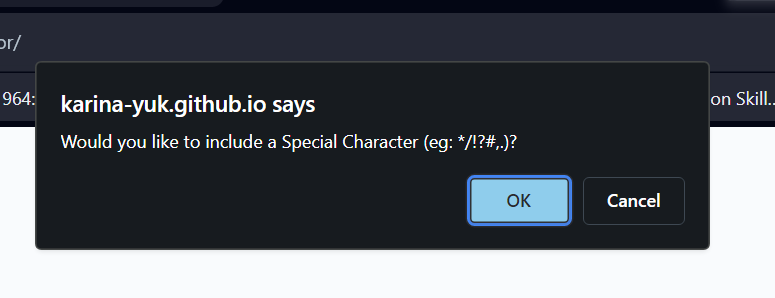 or/
964:
on Skill...
karina-yuk.github.io says
Would you like to include a Special Character (eg: */!?#,.)?
OK
Cancel